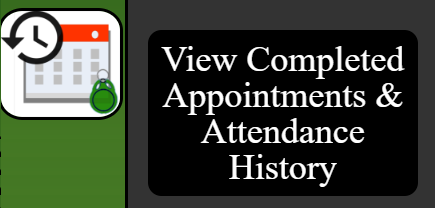 View Completed
Appointments &
Attendance
History